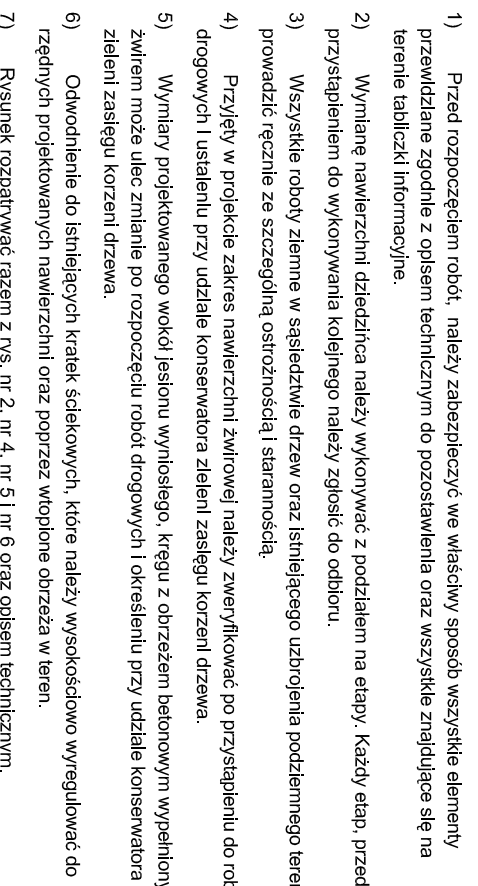 1) Przed rozpoczęciem robót, należy zabezpieczyć we właściwy sposób wszystkie elementy
przewidziane zgodnie z opisem technicznym do pozostawienia oraz wszystkie znajdujące się na
terenie tabliczki informacyjne.
2) Wymianę nawierzchni dziedzińca należy wykonywać z podziałem na etapy. Każdy etap, przed
przystąpieniem do wykonywania kolejnego należy zgłosić do odbioru.
3) Wszystkie roboty ziemne w sąsiedztwie drzew oraz istniejącego uzbrojenia podziemnego
prowadzić ręcznie ze szczególną ostrożnością i starannością.
4) Przyjęty w projekcie zakres nawierzchni żwirowej należy zweryfikować po przystąpieniu do
drogowych i ustaleniu przy udziale konserwatora zieleni zasięgu korzeni drzewa.
5) Wymiary projektowanego wokół jesionu wyniosłego, kręgu z obrzeżem betonowym
żwirem może ulec zmianie po rozpoczęciu robót drogowych i określeniu przy udziale konserwatora
zieleni zasięgu korzeni drzewa.
6) Odwodnienie do istniejących kratek ściekowych, które należy wysokościowo wyregulować do
rzędnych projektowanych nawierzchni oraz poprzez wtopione obrzeża w teren.
7) Rysunek rozpatrywać razem z rys. nr 2, nr 4, nr 5 i nr 6 oraz opisem technicznym.